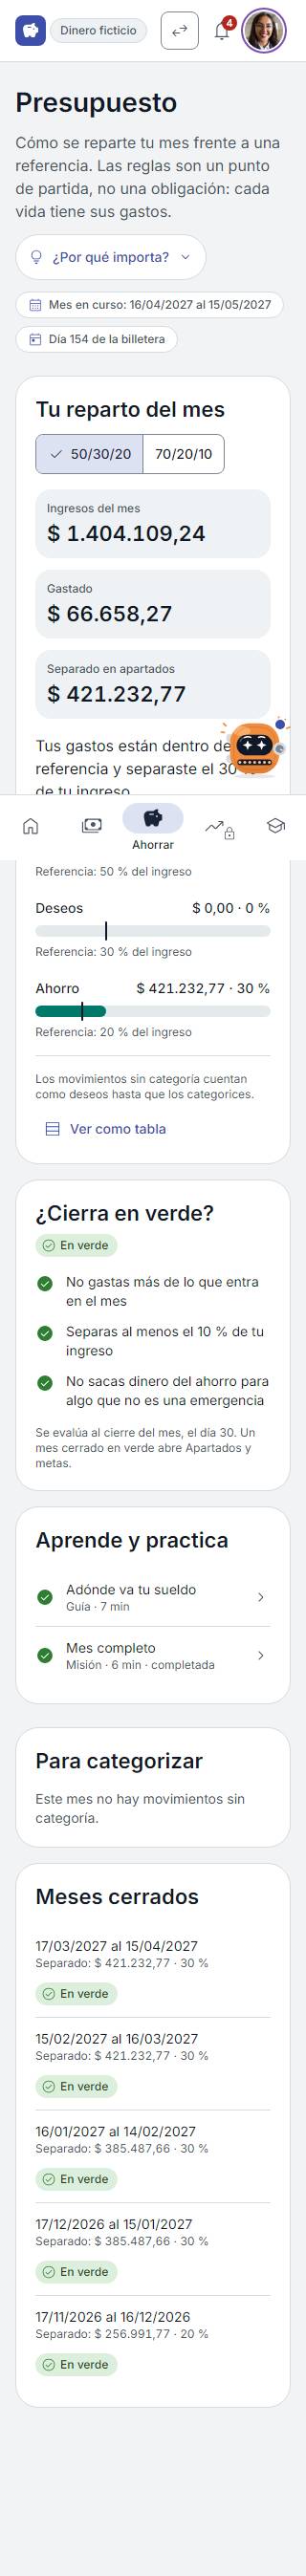 Dinero ficticio
4
Presupuesto
Cómo se reparte tu mes frente a una
referencia. Las reglas son un punto
de partida, no una obligación: cada
vida tiene sus gastos.
¿Por qué importa?
Mes en curso: 16/04/2027 al 15/05/2027
Día 154 de la billetera
Tu reparto del mes
50/30/20
70/20/10
Ingresos del mes
$ 1.404.109,24
Gastado
$ 66.658,27
Separado en apartados
$ 421.232,77
Tus gastos están dentro de
referencia y separaste el 30 %
de tu ingreso
Ahorrar
Referencia: 50 % del ingreso
Deseos
$ 0,00 · 0 %
Referencia: 30 % del ingreso
Ahorro
$ 421.232,77 · 30 %
Referencia: 20 % del ingreso
Los movimientos sin categoría cuentan
como deseos hasta que los categorices.
Ver como tabla
¿Cierra en verde?
En verde
No gastas más de lo que entra
en el mes
Separas al menos el 10 % de tu
ingreso
No sacas dinero del ahorro para
algo que no es una emergencia
Se evalúa al cierre del mes, el día 30. Un
mes cerrado en verde abre Apartados y
metas.
Aprende y practica
Adónde va tu sueldo
Guía · 7 min
Mes completo
Misión · 6 min · completada
Para categorizar
Este mes no hay movimientos sin
categoría.
Meses cerrados
17/03/2027 al 15/04/2027
Separado: $ 421.232,77 · 30 %
En verde
15/02/2027 al 16/03/2027
Separado: $ 421.232,77 · 30 %
En verde
16/01/2027 al 14/02/2027
Separado: $ 385.487,66 · 30 %
En verde
17/12/2026 al 15/01/2027
Separado: $ 385.487,66 · 30 %
En verde
17/11/2026 al 16/12/2026
Separado: $ 256.991,77 · 20 %
En verde